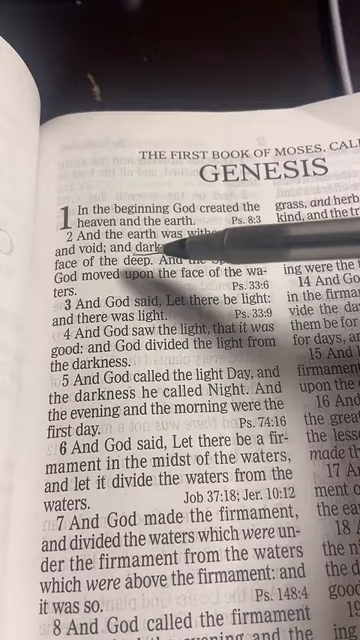 THE FIRST BOOK OF MOSES, CAL
GENESIS
1 In the beginning God created the
heaven and the earth. Ps. 8:3
2 And the earth was witho
and void; and dark
face of the deep. And the Sp
God moved upon the face of the wa-
ters. Ps. 33:6
3 And God said, Let there be light:
and there was light. Ps. 33:9
4 And God saw the light, that it was
good: and God divided the light from
the darkness.
5 And God called the light Day, and
the darkness he called Night. And
the evening and the morning were the
first day. Ps. 74:16
6 And God said, Let there be a fir-
mament in the midst of the waters,
and let it divide the waters from the
waters. Job 37:18; Jer. 10:12
7 And God made the firmament,
and divided the waters which were un-
der the firmament from the waters
which were above the firmament: and
it was so. Ps. 148:4
8 And God called the firmament
grass, and herb
kind, and the t
ing were the t
14 And Go
in the firma
vide the da
them be for
for days, an
15 And l
firmament
upon the
16 And
the grea
the less
made th
17 A
ment o
the ea
18
the n
the d
good
19